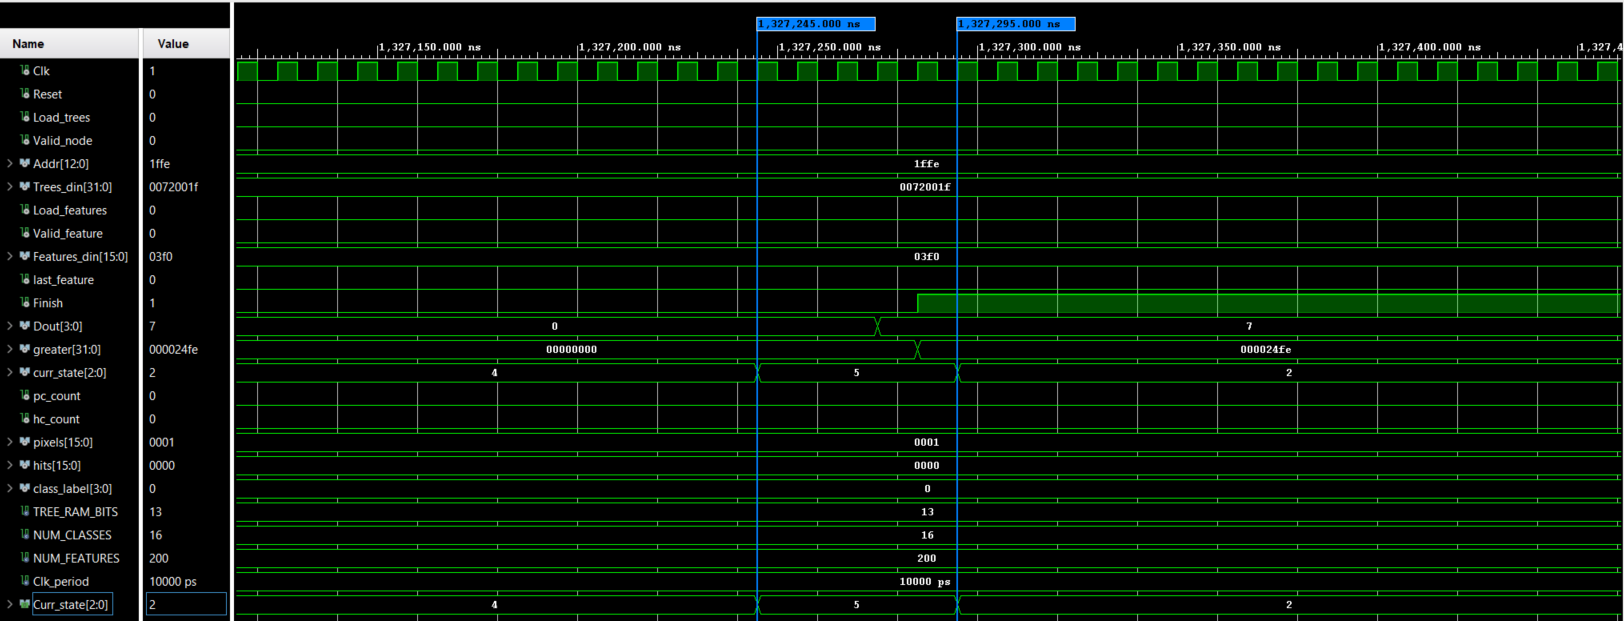 1,327,245.000 ns 1,327,295.000 ns
Name Value 1,327,150.000 ns 1,327,200.000 ns 1,327,250.000 ns 1,327,300.000 ns 1,327,350.000 ns 1,327,400.000 ns 1,327,4
Clk 1
Reset 0
Load_trees 0
Valid_node 0
Addr[12:0] 1ffe 1ffe
Trees_din[31:0] 0072001f 0072001f
Load_features 0
Valid_feature 0
Features_din[15:0] 03f0 03f0
last_feature 0
Finish 1
Dout[3:0] 7 0 7
greater[31:0] 000024fe 00000000 000024fe
curr_state[2:0] 2 4 5 2
pc_count 0
hc_count 0
pixels[15:0] 0001 0001
hits[15:0] 0000 0000
class_label[3:0] 0 0
TREE_RAM_BITS 13 13
NUM_CLASSES 16 16
NUM_FEATURES 200 200
Clk_period 10000 ps 10000 ps
Curr_state[2:0] 2 4 5 2